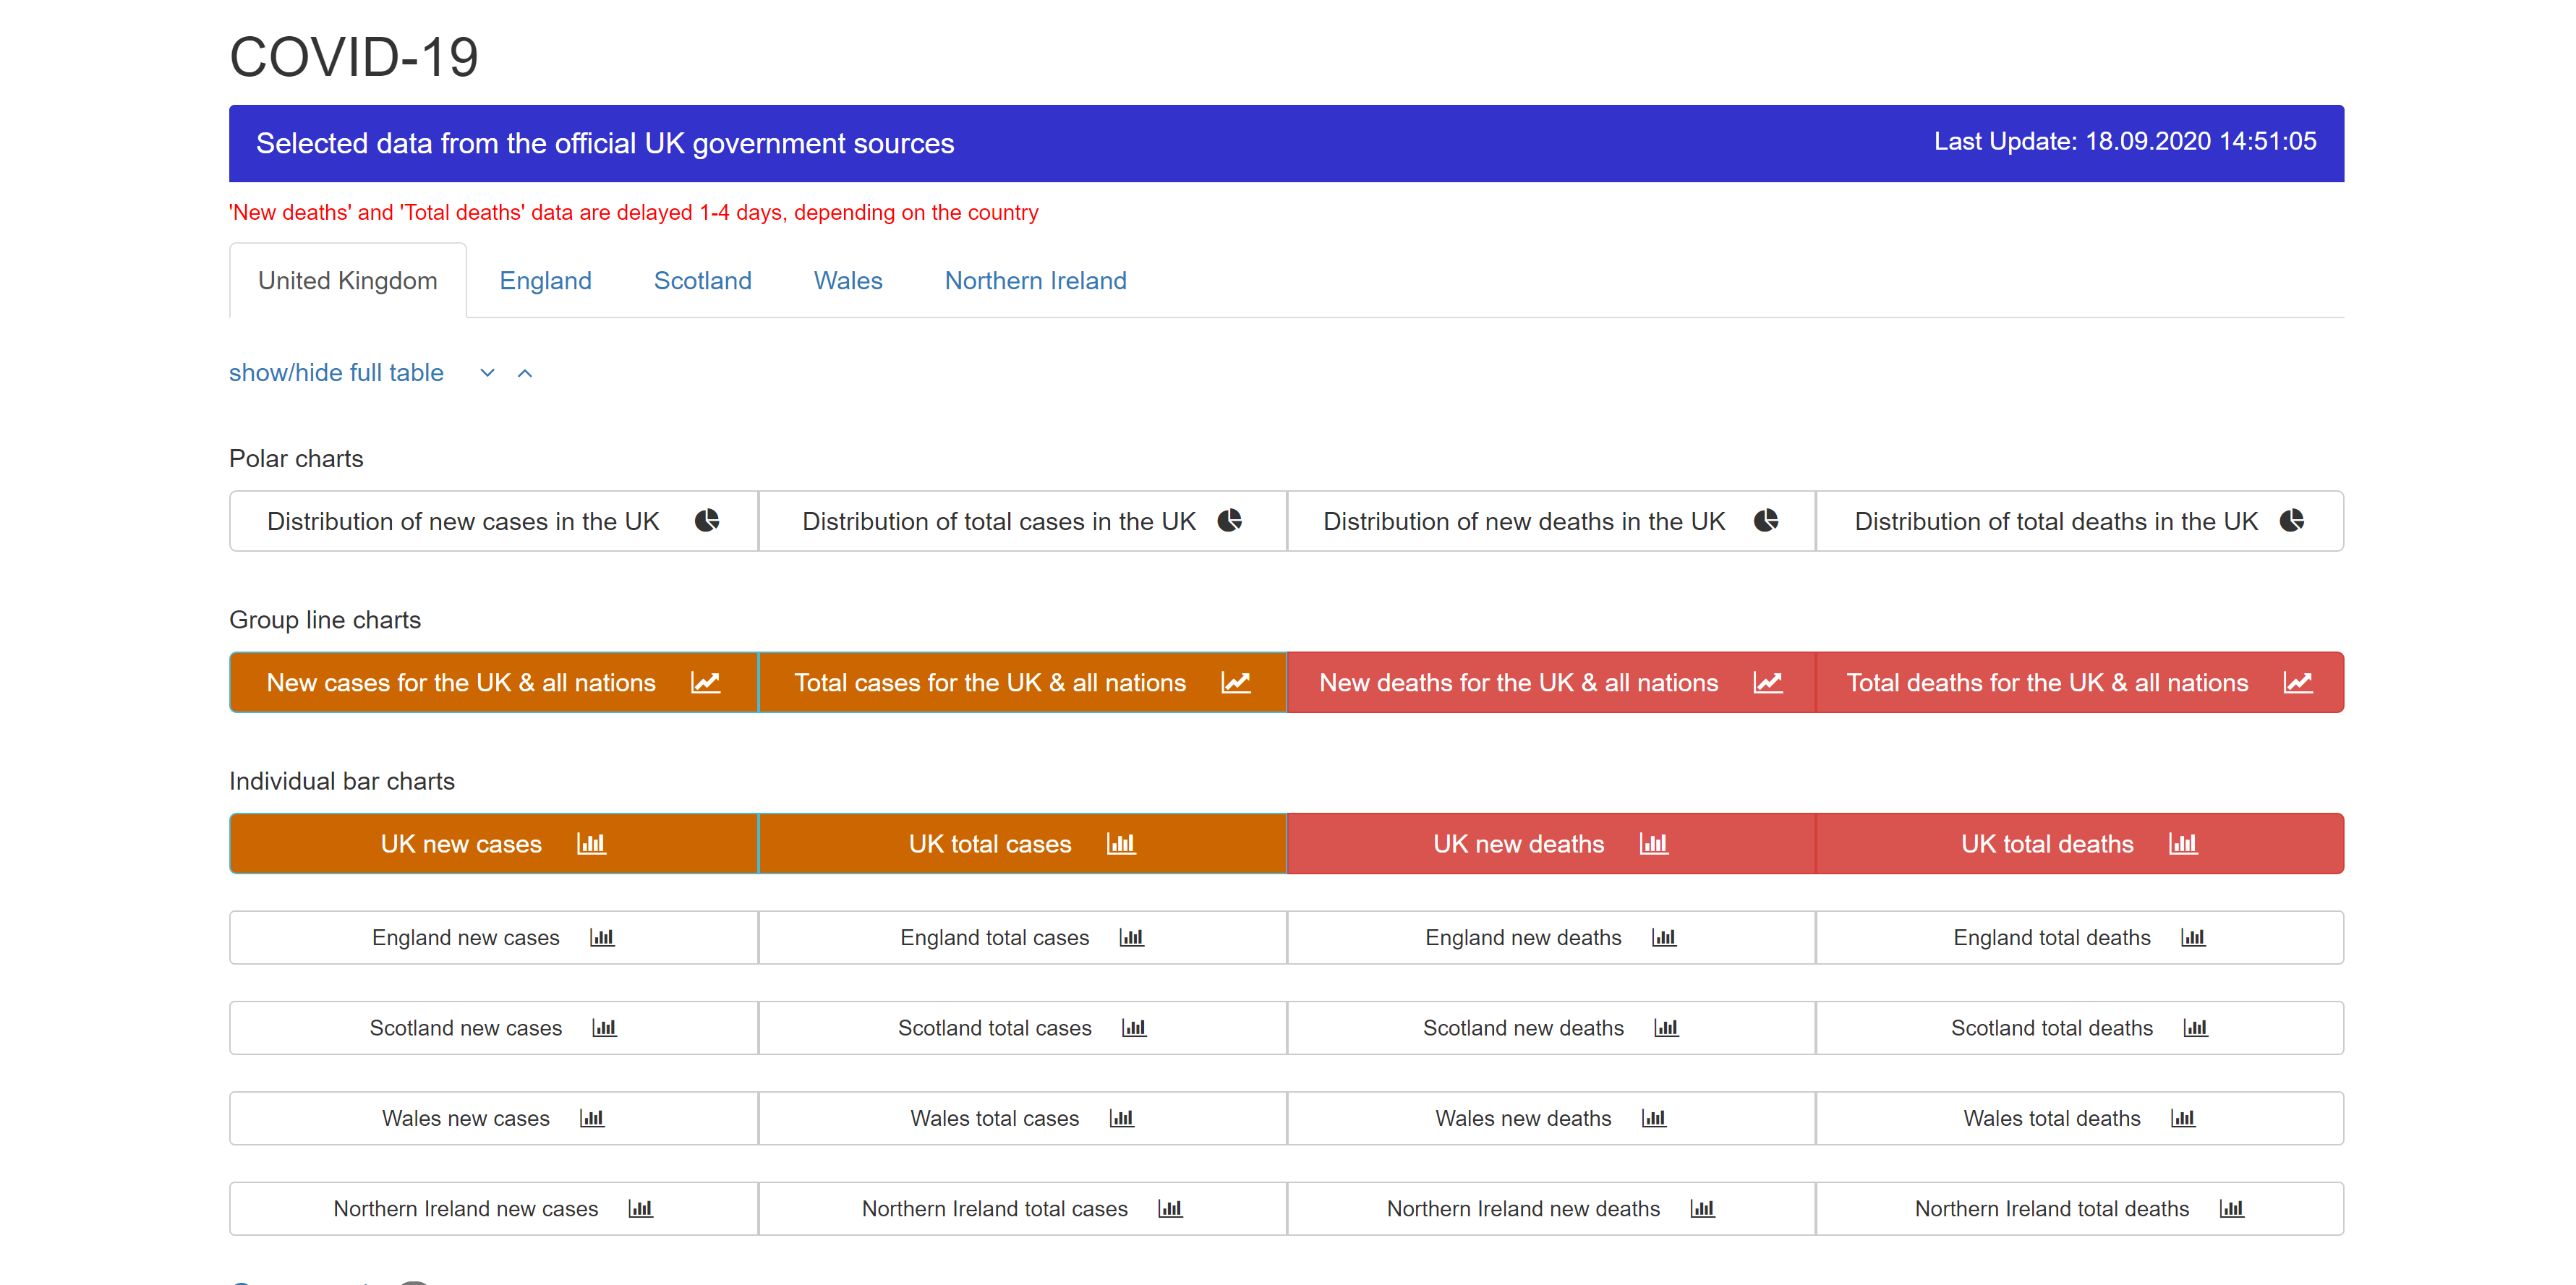 COVID-19
Selected data from the official UK government sources
Last Update: 18.09.2020 14:51:05
'New deaths' and 'Total deaths' data are delayed 1-4 days, depending on the country
United Kingdom England Scotland Wales Northern Ireland
show/hide full table
Polar charts
Distribution of new cases in the UK Distribution of total cases in the UK Distribution of new deaths in the UK Distribution of total deaths in the UK
Group line charts
New cases for the UK & all nations Total cases for the UK & all nations New deaths for the UK & all nations Total deaths for the UK & all nations
Individual bar charts
UK new cases UK total cases UK new deaths UK total deaths
England new cases England total cases England new deaths England total deaths
Scotland new cases Scotland total cases Scotland new deaths Scotland total deaths
Wales new cases Wales total cases Wales new deaths Wales total deaths
Northern Ireland new cases Northern Ireland total cases Northern Ireland new deaths Northern Ireland total deaths